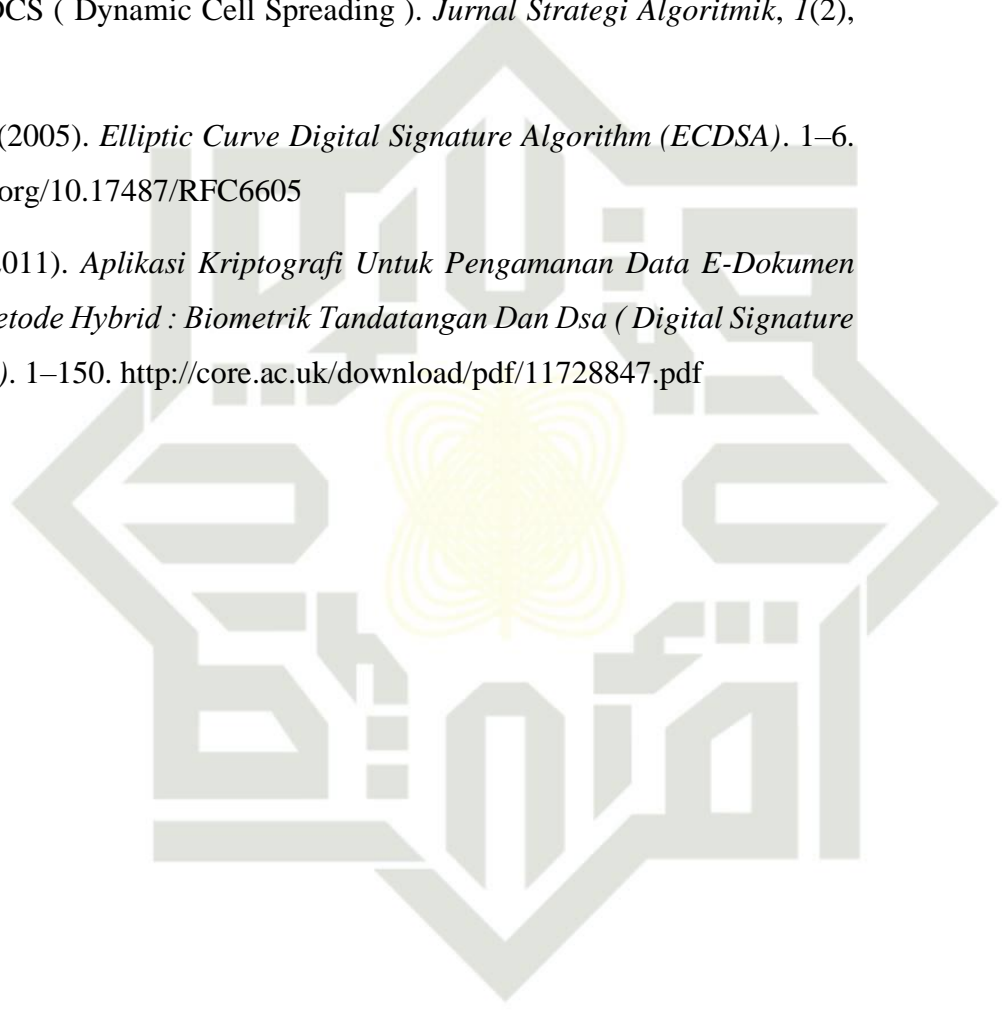 DCS ( Dynamic Cell Spreading ). Jurnal Strategi Algoritmik, 1(2),
(2005). Elliptic Curve Digital Signature Algorithm (ECDSA). 1–6.
org/10.17487/RFC6605
2011). Aplikasi Kriptografi Untuk Pengamanan Data E-Dokumen
etode Hybrid : Biometrik Tandatangan Dan Dsa ( Digital Signature
). 1–150. http://core.ac.uk/download/pdf/11728847.pdf